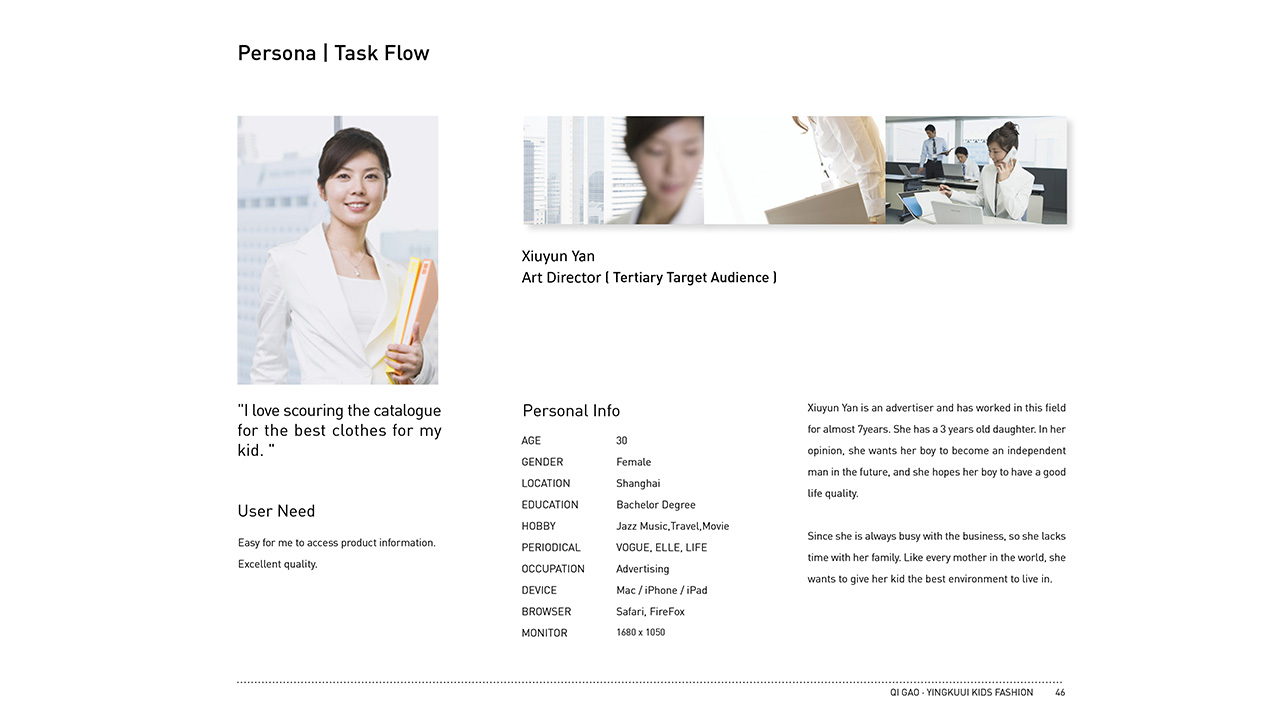 Persona | Task Flow
Xiuyun Yan
Art Director ( Tertiary Target Audience )
"I love scouring the catalogue
for the best clothes for my
kid. "
User Need
Easy for me to access product information.
Excellent quality.
Personal Info
AGE 30
GENDER Female
LOCATION Shanghai
EDUCATION Bachelor Degree
HOBBY Jazz Music,Travel,Movie
PERIODICAL VOGUE, ELLE, LIFE
OCCUPATION Advertising
DEVICE Mac / iPhone / iPad
BROWSER Safari, FireFox
MONITOR 1680 x 1050
Xiuyun Yan is an advertiser and has worked in this field
for almost 7years. She has a 3 years old daughter. In her
opinion, she wants her boy to become an independent
man in the future, and she hopes her boy to have a good
life quality.
Since she is always busy with the business, so she lacks
time with her family. Like every mother in the world, she
wants to give her kid the best environment to live in.
QI GAO - YINGKUUI KIDS FASHION 46